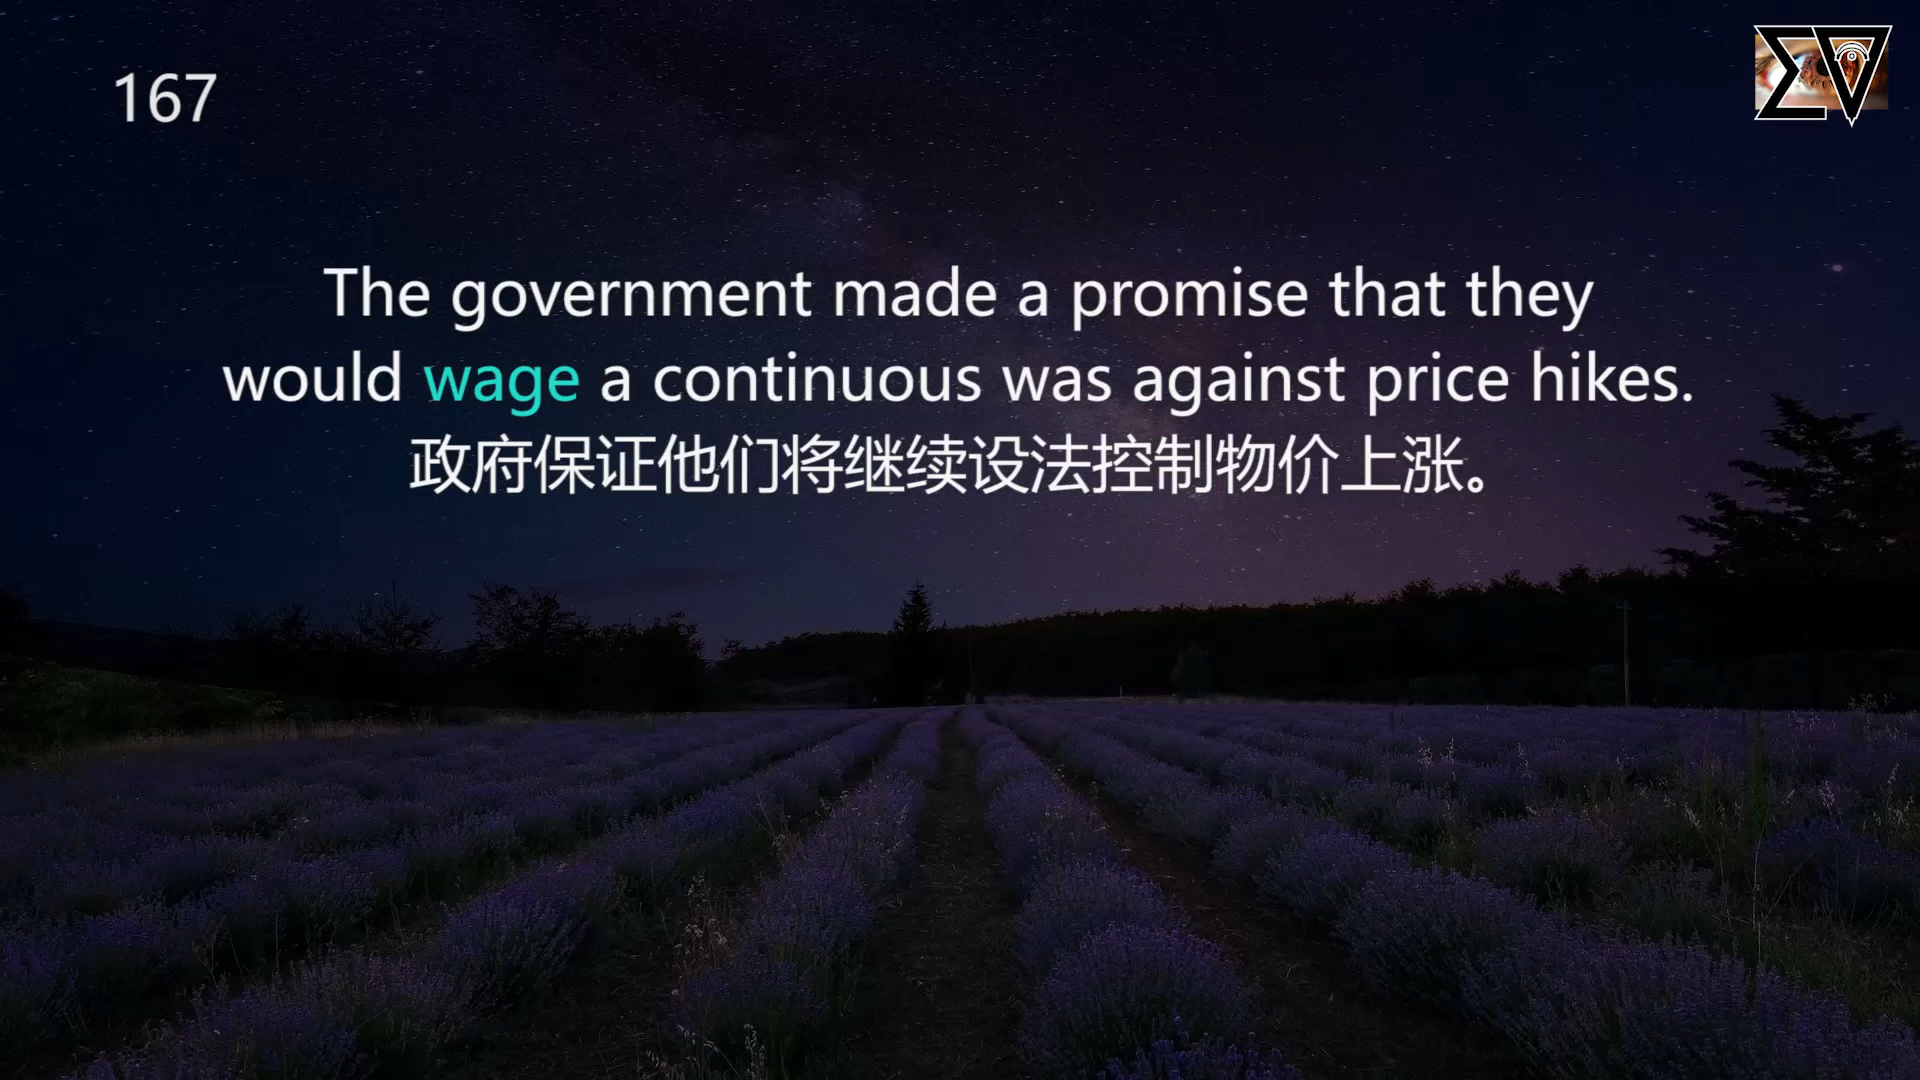 167
The government made a promise that they
would wage a continuous was against price hikes.
政府保证他们将继续设法控制物价上涨。